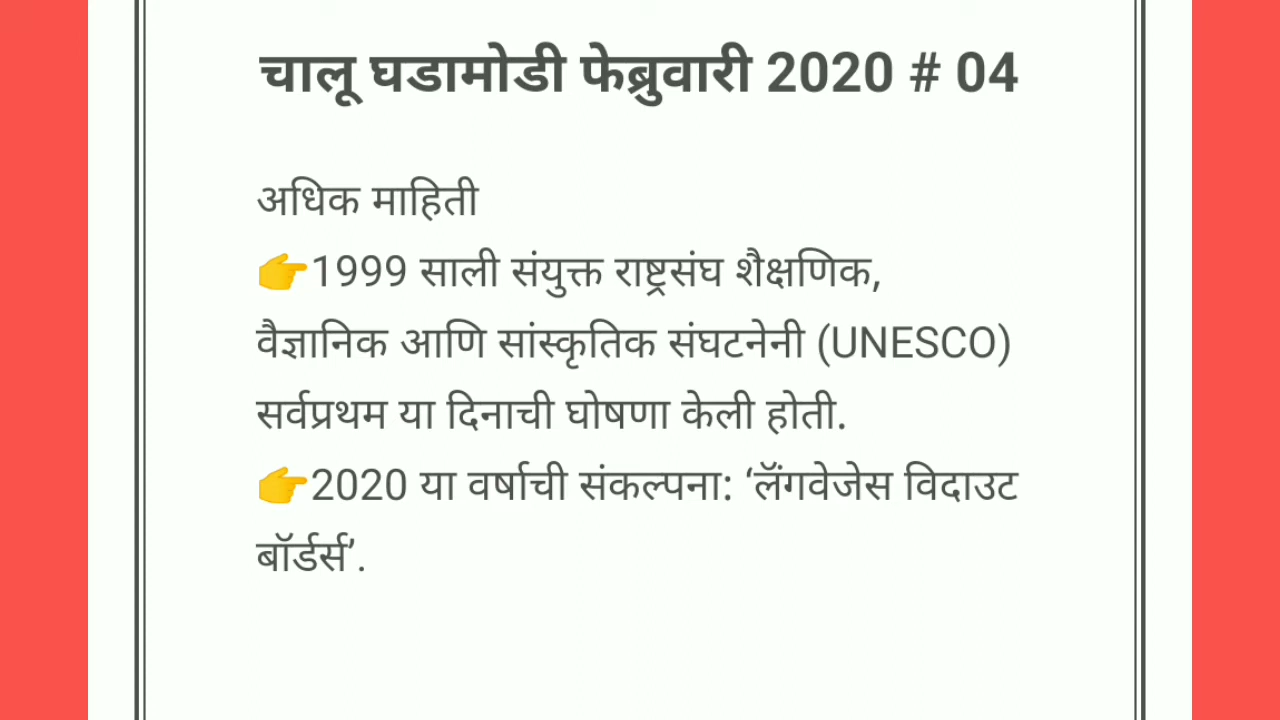 चालू घडामोडी फेब्रुवारी 2020 # 04
अधिक माहिती
👉1999 साली संयुक्त राष्ट्रसंघ शैक्षणिक,
वैज्ञानिक आणि सांस्कृतिक संघटनेनी (UNESCO)
सर्वप्रथम या दिनाची घोषणा केली होती.
👉2020 या वर्षाची संकल्पना: ‘लॅंगवेजेस विदाउट
बॉर्डर्स’.